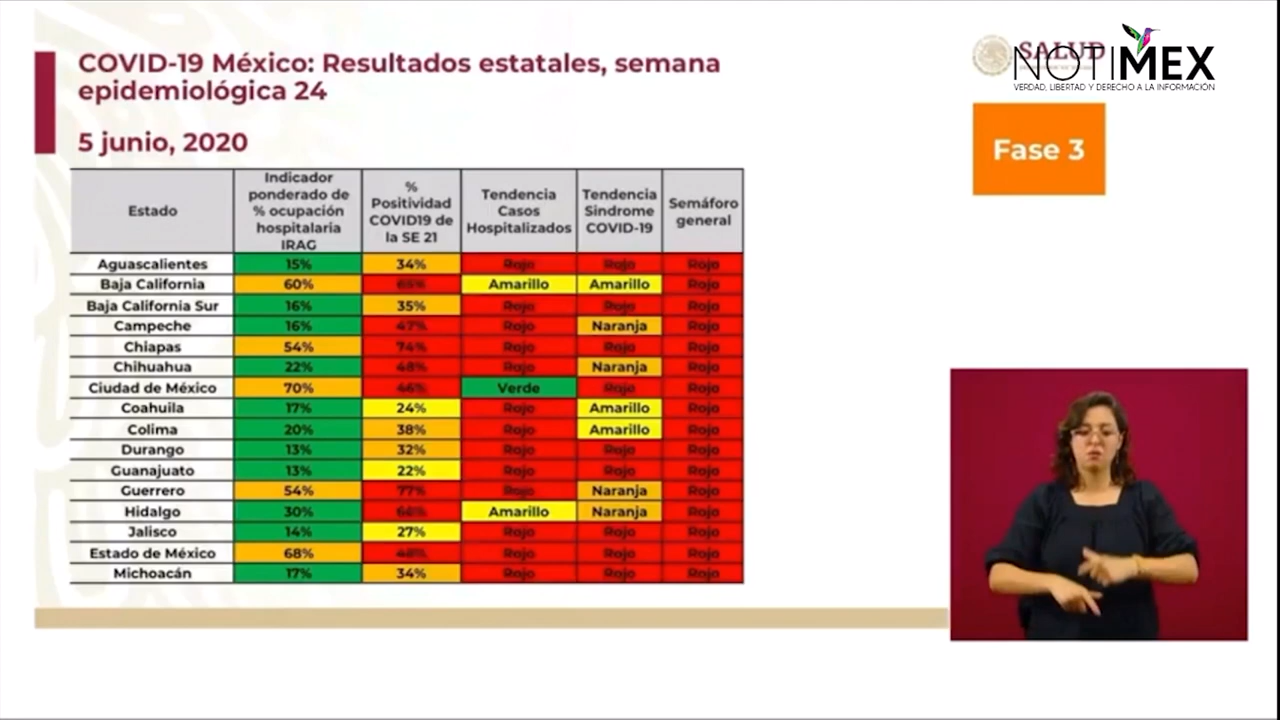 COVID-19 México: Resultados estatales, semana
epidemiológica 24
5 junio, 2020
SALUD
NOTIMEX
VERDAD, LIBERTAD Y DERECHO A LA INFORMACIÓN
Fase 3
Estado
Indicador
ponderado de
% ocupación
hospitalaria
IRAG
%
Positividad
COVID19 de
la SE 21
Tendencia
Casos
Hospitalizados
Tendencia
Sindrome
COVID-19
Semáforo
general
Aguascalientes 15% 34% Rojo Rojo Rojo
Baja California 60% Amarillo Amarillo Rojo
Baja California Sur 16% 35% Rojo Rojo Rojo
Campeche 16% 47% Rojo Naranja Rojo
Chiapas 54% 74% Rojo Rojo Rojo
Chihuahua 22% 48% Rojo Naranja Rojo
Ciudad de México 70% 46% Verde Rojo Rojo
Coahuila 17% 24% Rojo Amarillo Rojo
Colima 20% 38% Rojo Amarillo Rojo
Durango 13% 32% Rojo Rojo Rojo
Guanajuato 13% 22% Rojo Rojo Rojo
Guerrero 54% 77% Rojo Naranja Rojo
Hidalgo 30% Amarillo Naranja Rojo
Jalisco 14% 27% Rojo Rojo Rojo
Estado de México 68% Rojo Rojo Rojo
Michoacán 17% 34% Rojo Rojo Rojo